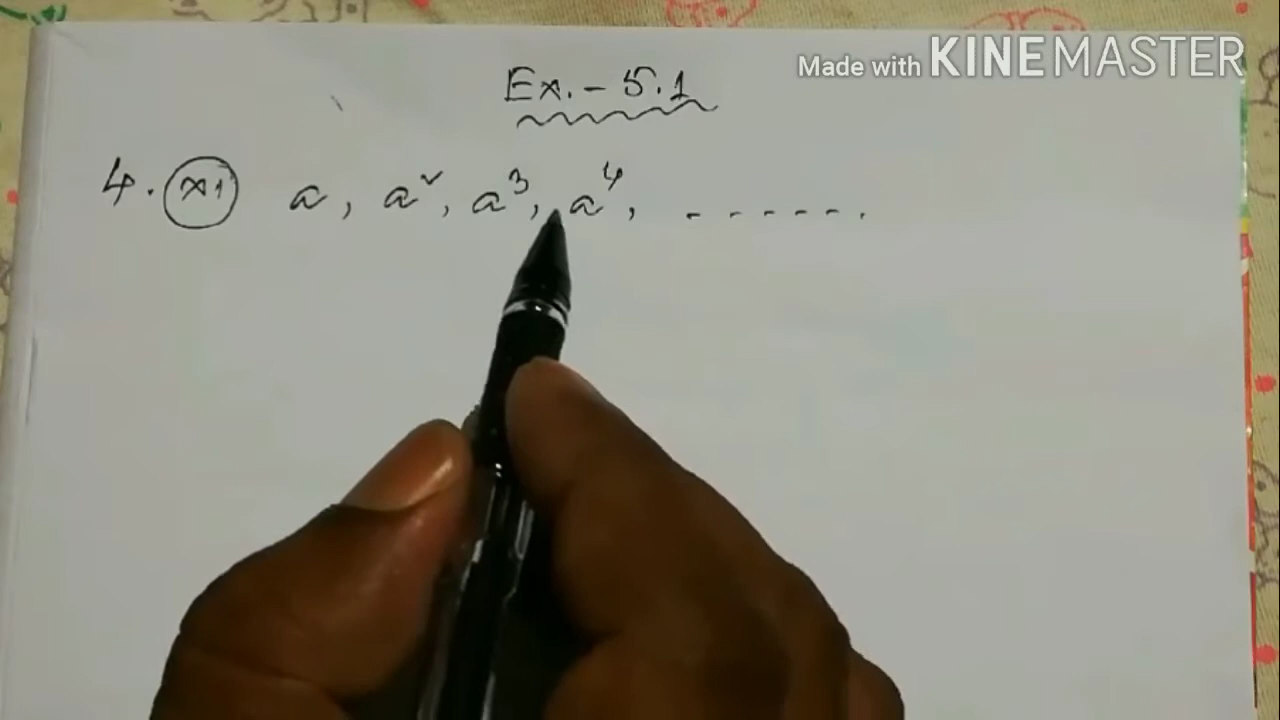 Made with KINEMASTER
Ex. - 5.1
4. (xi) a, a², a³, a⁴, - - - - - .